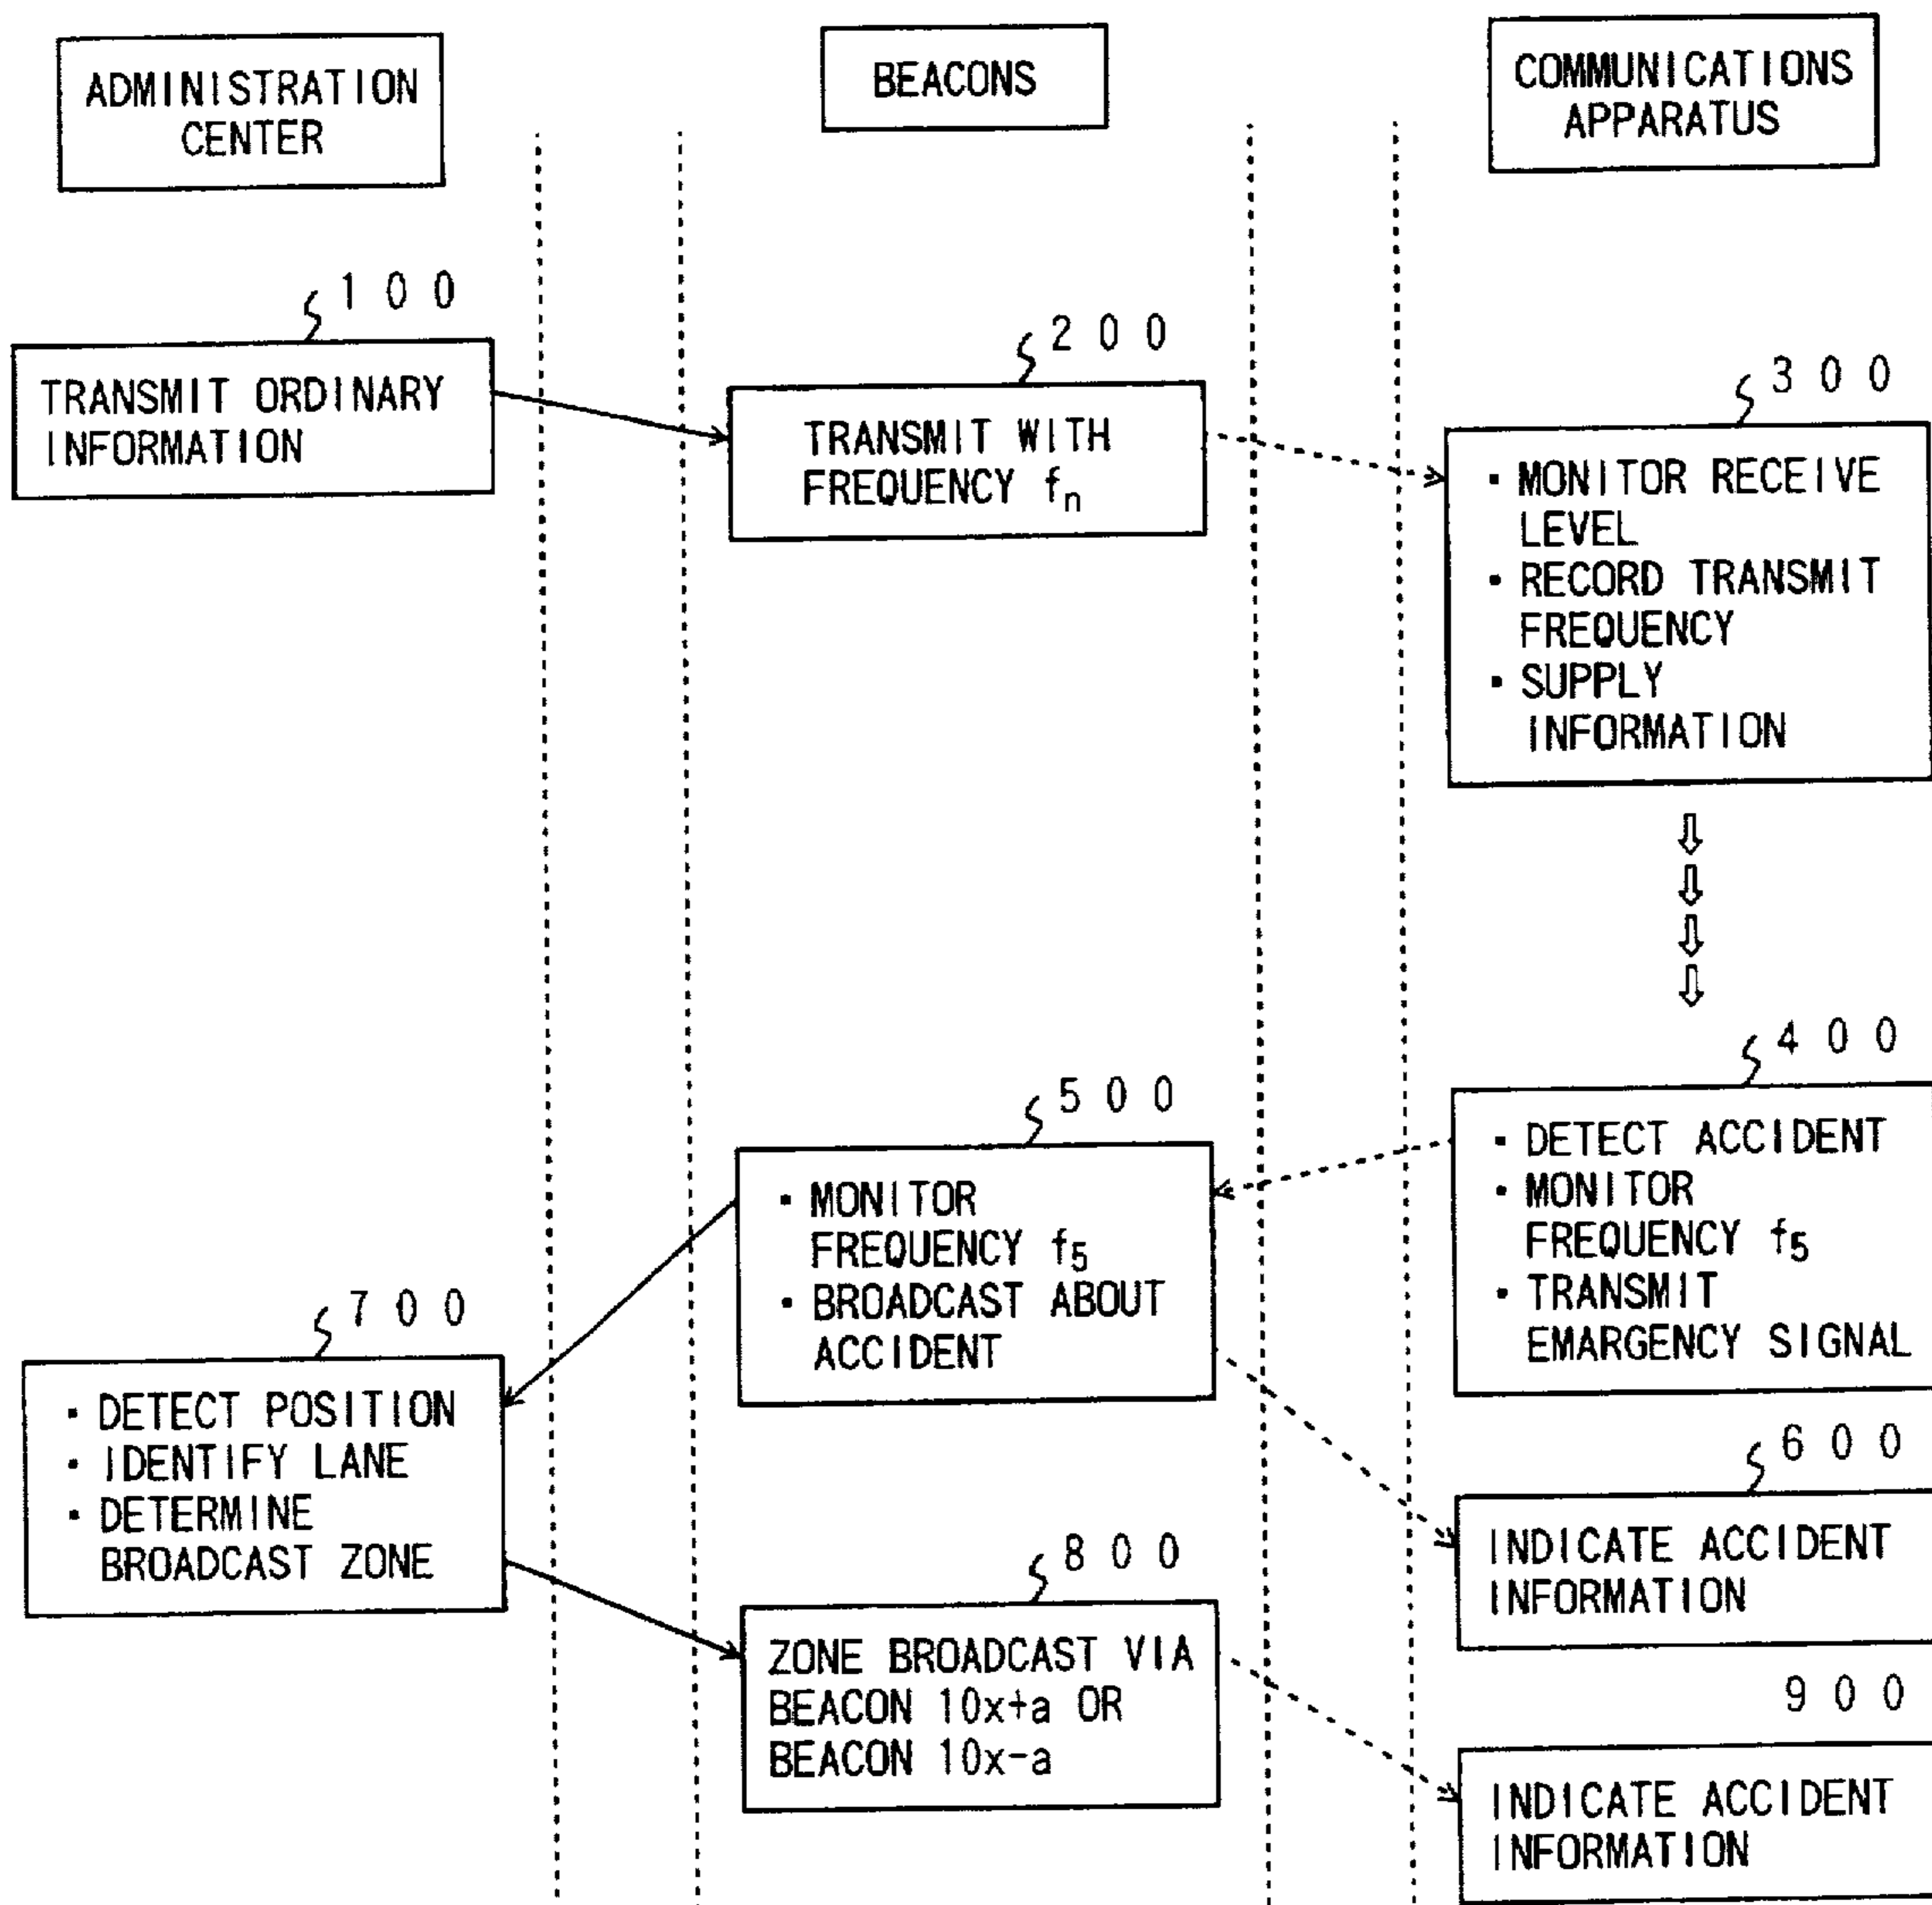 ADMINISTRATION
CENTER
BEACONS
COMMUNICATIONS
APPARATUS
100
TRANSMIT ORDINARY
INFORMATION
200
TRANSMIT WITH
FREQUENCY fn
300
• MONITOR RECEIVE
LEVEL
• RECORD TRANSMIT
FREQUENCY
• SUPPLY
INFORMATION
400
• DETECT ACCIDENT
• MONITOR
FREQUENCY f5
• TRANSMIT
EMARGENCY SIGNAL
500
• MONITOR
FREQUENCY f5
• BROADCAST ABOUT
ACCIDENT
600
INDICATE ACCIDENT
INFORMATION
700
• DETECT POSITION
• IDENTIFY LANE
• DETERMINE
BROADCAST ZONE
800
ZONE BROADCAST VIA
BEACON 10x+a OR
BEACON 10x-a
900
INDICATE ACCIDENT
INFORMATION